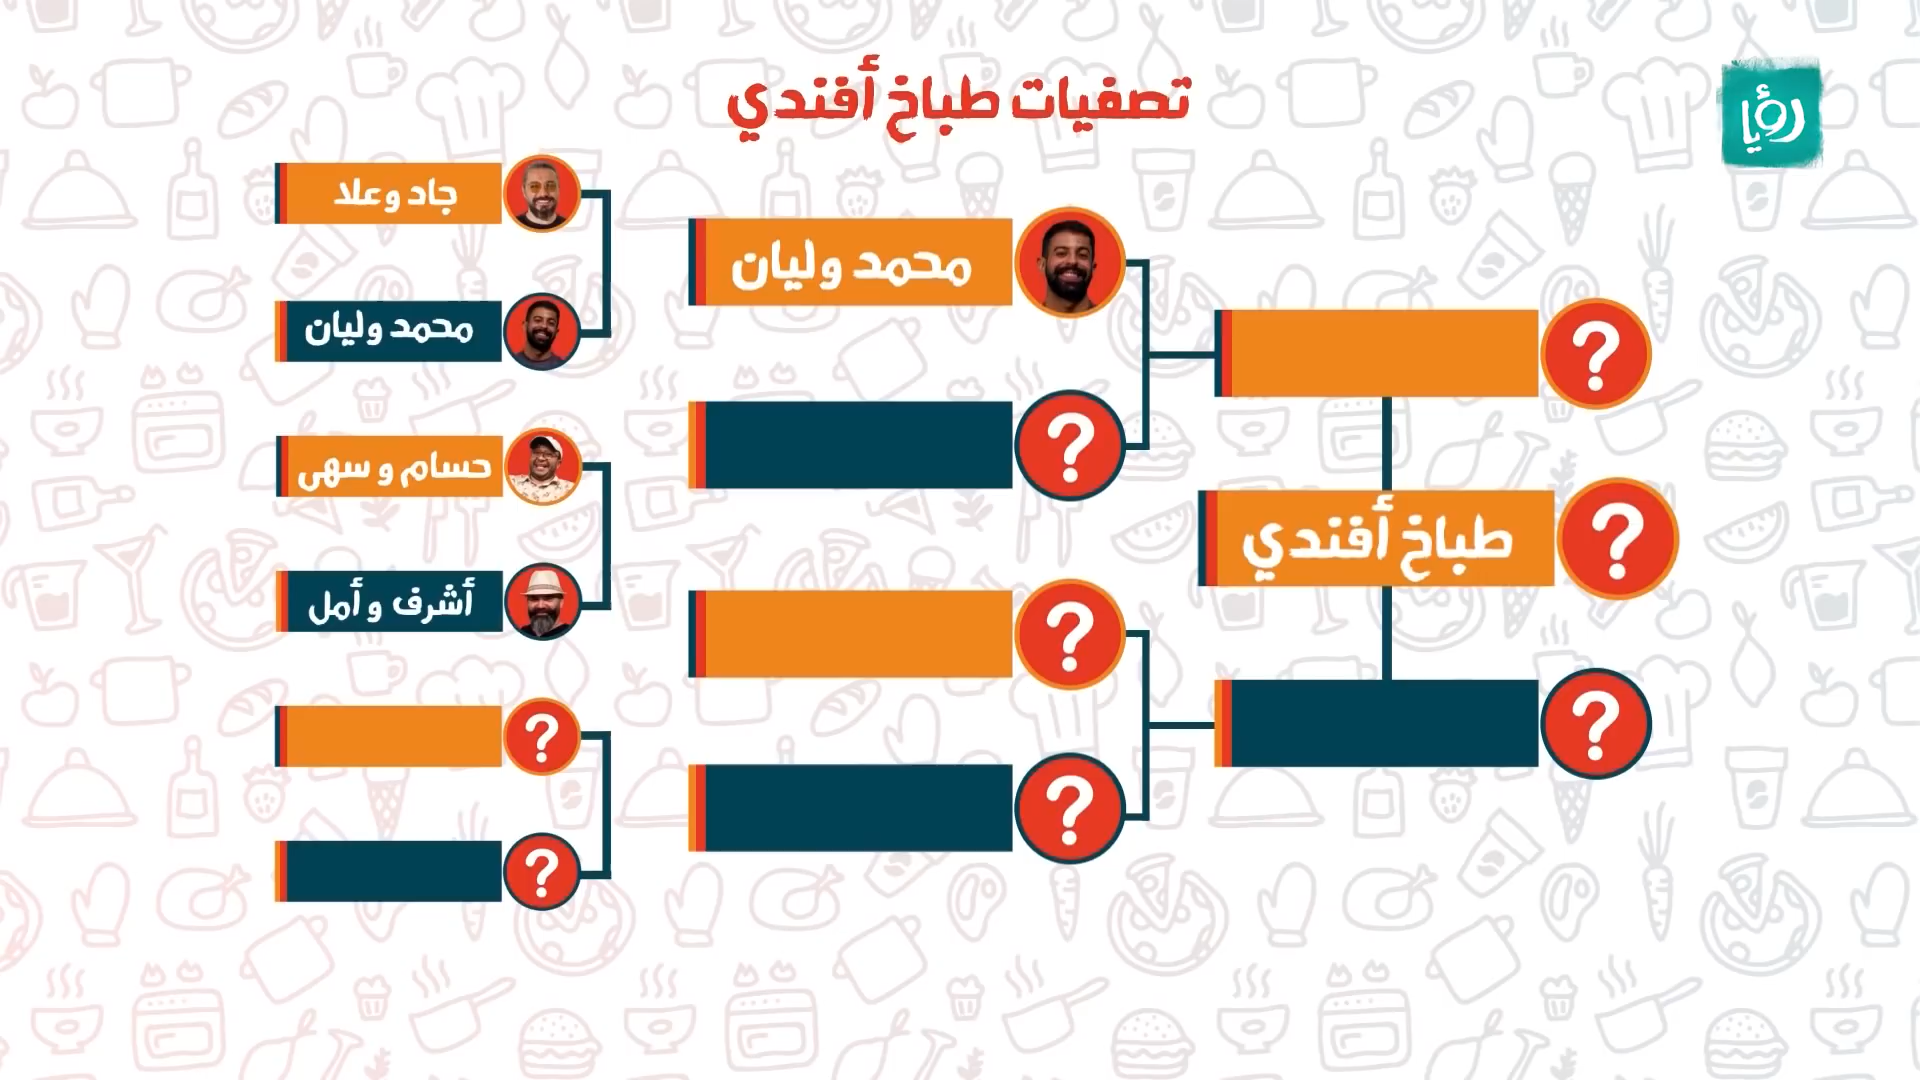 تصفيات طباخ أفندي
رؤيا
جاد وعلا
محمد وليان
حسام و سهى
أشرف و أمل
?
?
محمد وليان
?
?
?
?
طباخ أفندي
?
?